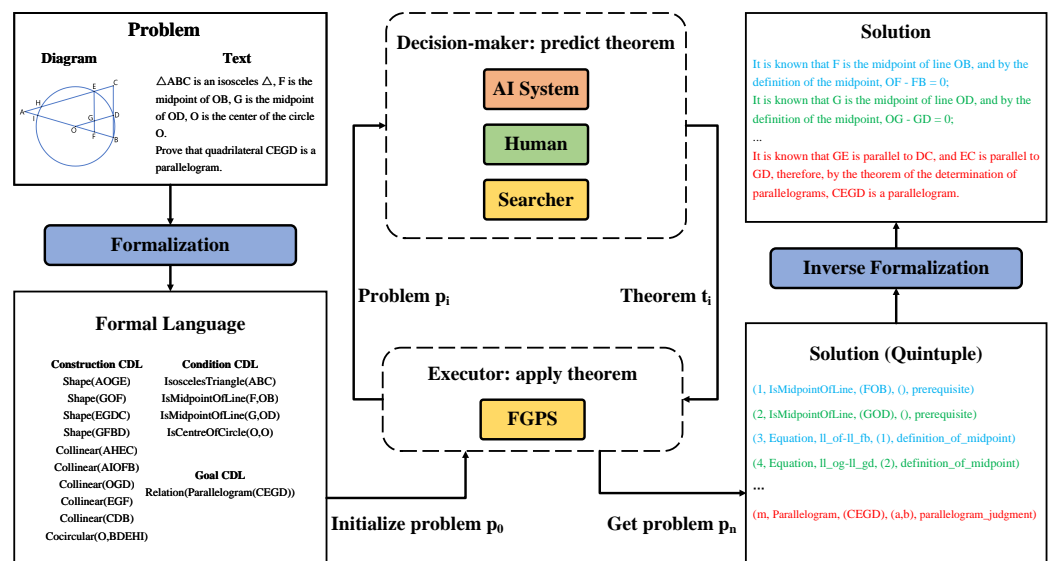 Problem
Diagram
Text
△ABC is an isosceles △, F is the
midpoint of OB, G is the midpoint
of OD, O is the center of the circle
O.
Prove that quadrilateral CEGD is a
parallelogram.
C
E
H
A
I
G
D
O
F
B
Formalization
Formal Language
Construction CDL
Shape(AOGE)
Shape(GOF)
Shape(EGDC)
Shape(GFBD)
Collinear(AHEC)
Collinear(AIOFB)
Collinear(OGD)
Collinear(EGF)
Collinear(CDB)
Cocircular(O,BDEHI)
Condition CDL
IsoscelesTriangle(ABC)
IsMidpointOfLine(F,OB)
IsMidpointOfLine(G,OD)
IsCentreOfCircle(O,O)
Goal CDL
Relation(Parallelogram(CEGD))
Decision-maker: predict theorem
AI System
Human
Searcher
Problem pᵢ
Theorem tᵢ
Executor: apply theorem
FGPS
Initialize problem p₀
Get problem pₙ
Solution
It is known that F is the midpoint of line OB, and by the
definition of the midpoint, OF - FB = 0;
It is known that G is the midpoint of line OD, and by the
definition of the midpoint, OG - GD = 0;
...
It is known that GE is parallel to DC, and EC is parallel to
GD, therefore, by the theorem of the determination of
parallelograms, CEGD is a parallelogram.
Inverse Formalization
Solution (Quintuple)
(1, IsMidpointOfLine, (FOB), (), prerequisite)
(2, IsMidpointOfLine, (GOD), (), prerequisite)
(3, Equation, ll_of-ll_fb, (1), definition_of_midpoint)
(4, Equation, ll_og-ll_gd, (2), definition_of_midpoint)
...
(m, Parallelogram, (CEGD), (a,b), parallelogram_judgment)